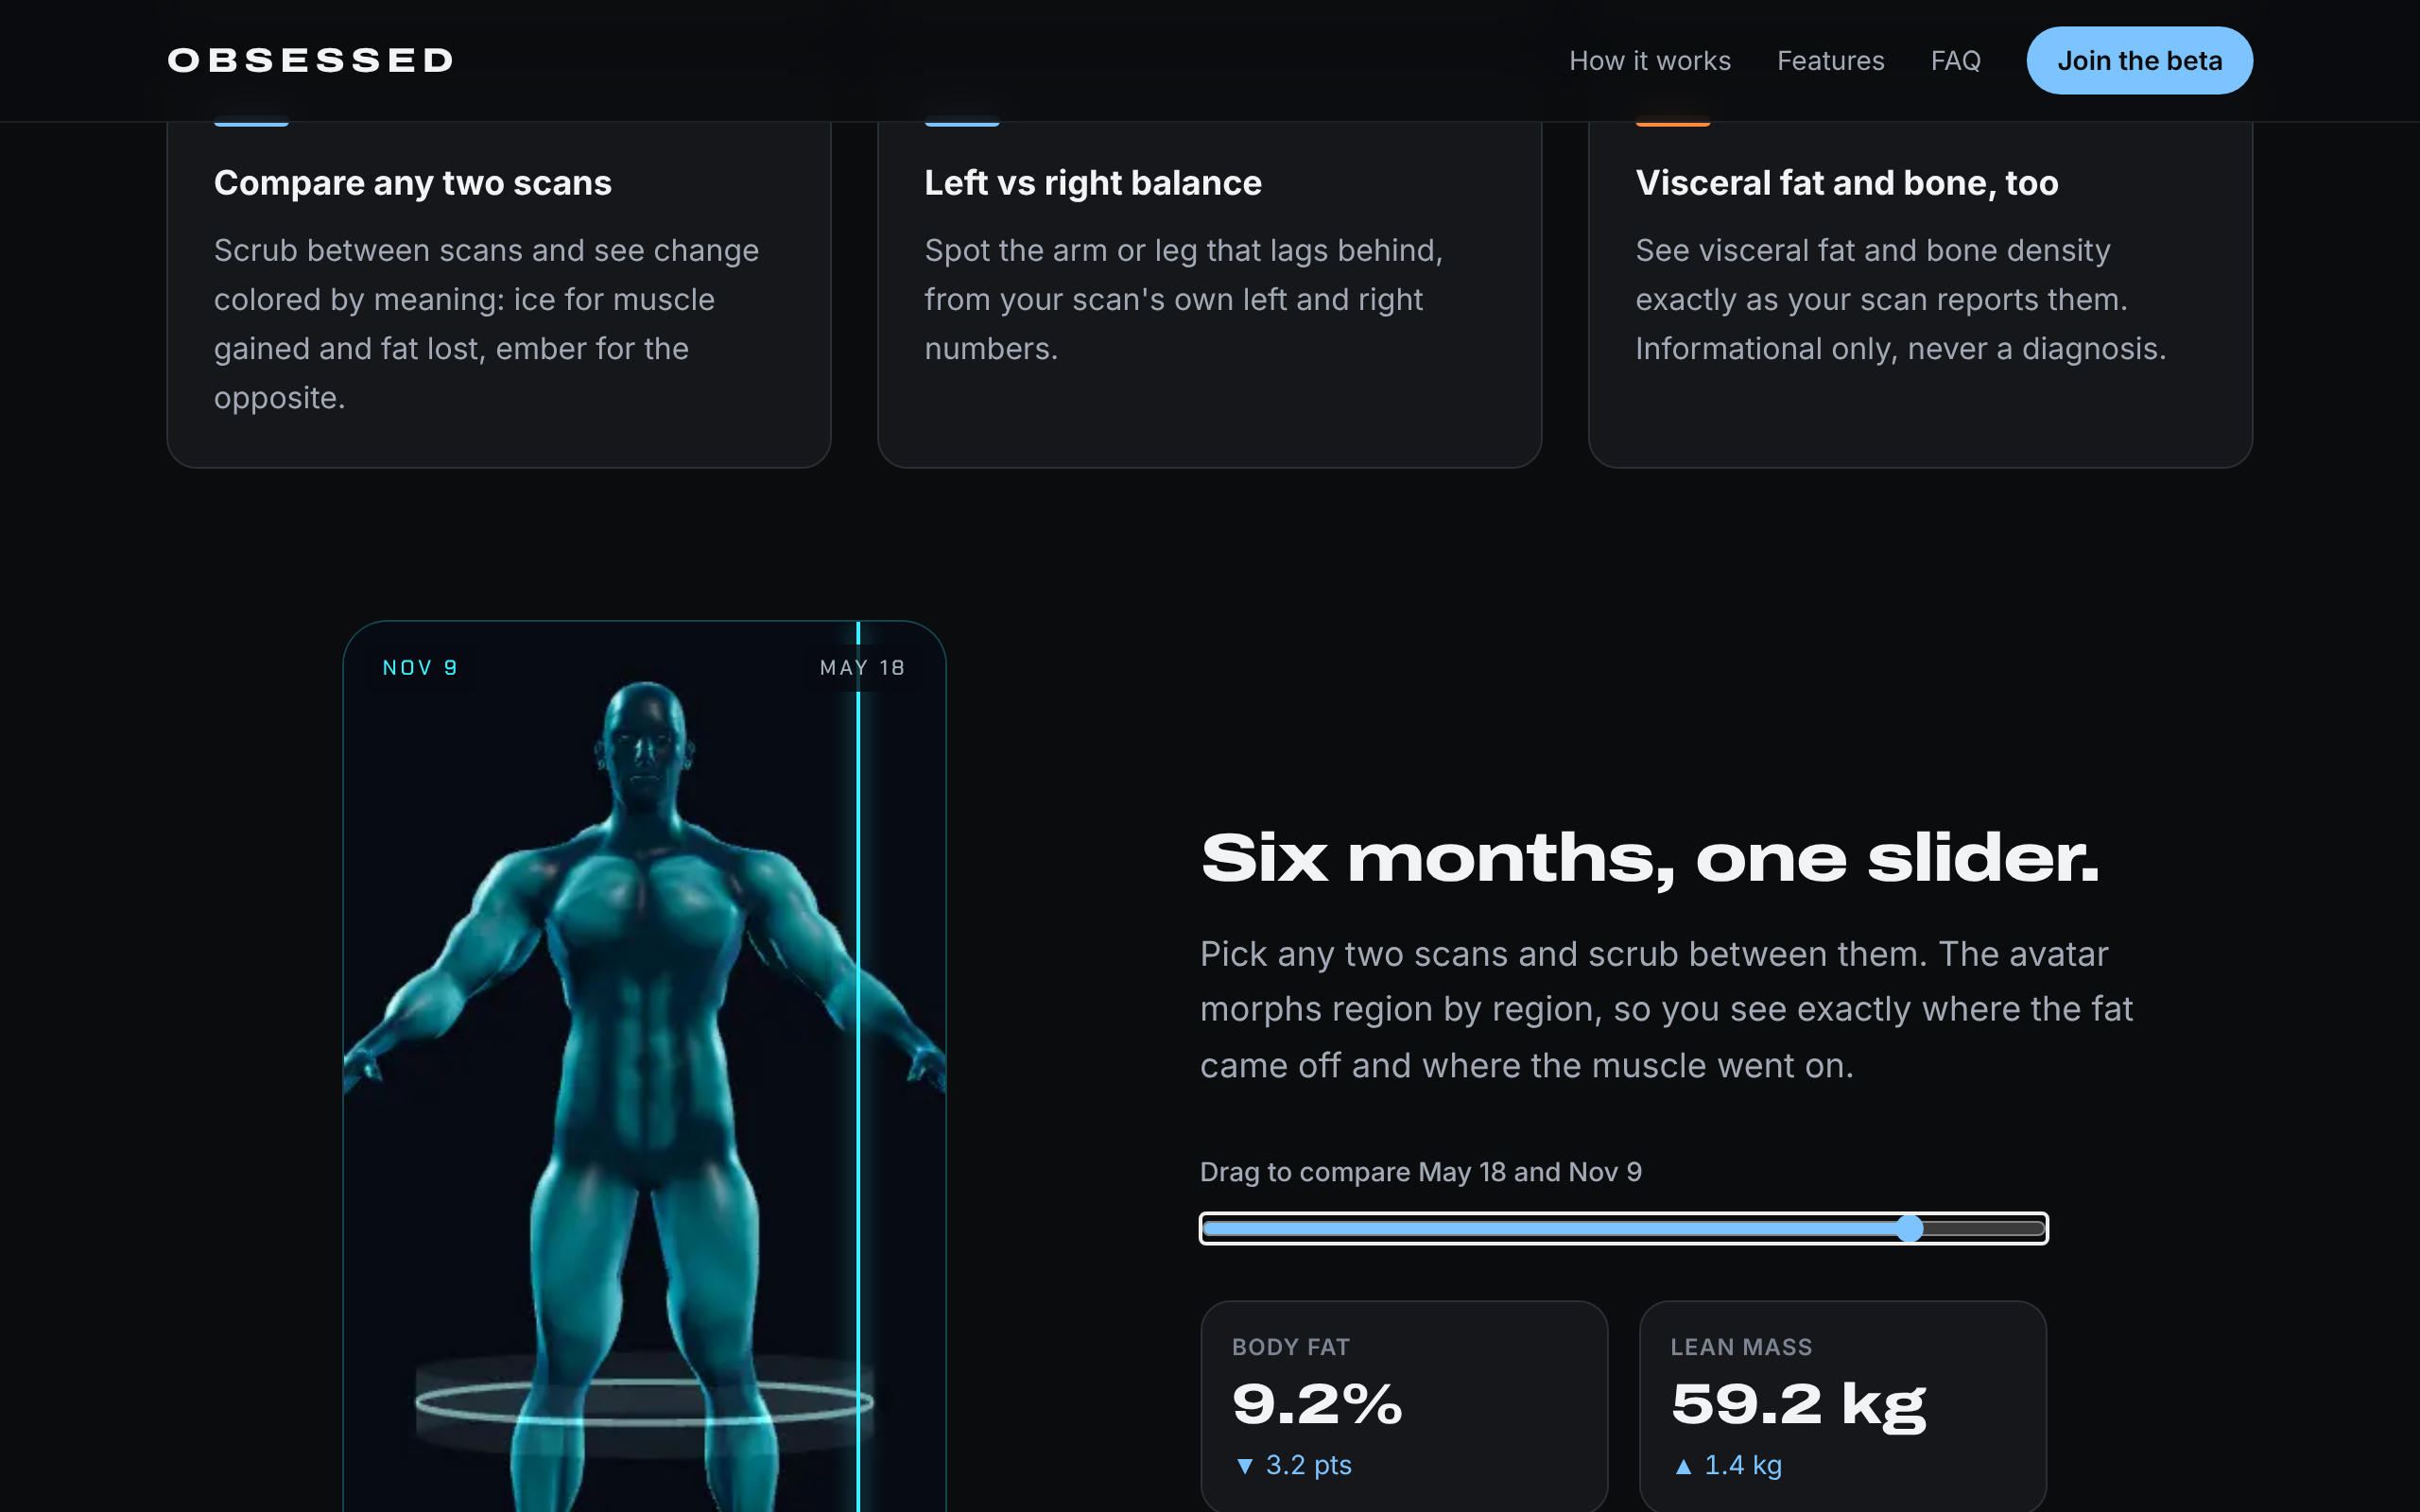 OBSESSED
How it works
Features
FAQ
Join the beta
Compare any two scans
Scrub between scans and see change
colored by meaning: ice for muscle
gained and fat lost, ember for the
opposite.
Left vs right balance
Spot the arm or leg that lags behind,
from your scan's own left and right
numbers.
Visceral fat and bone, too
See visceral fat and bone density
exactly as your scan reports them.
Informational only, never a diagnosis.
NOV 9
MAY 18
Six months, one slider.
Pick any two scans and scrub between them. The avatar
morphs region by region, so you see exactly where the fat
came off and where the muscle went on.
Drag to compare May 18 and Nov 9
BODY FAT
9.2%
▼ 3.2 pts
LEAN MASS
59.2 kg
▲ 1.4 kg